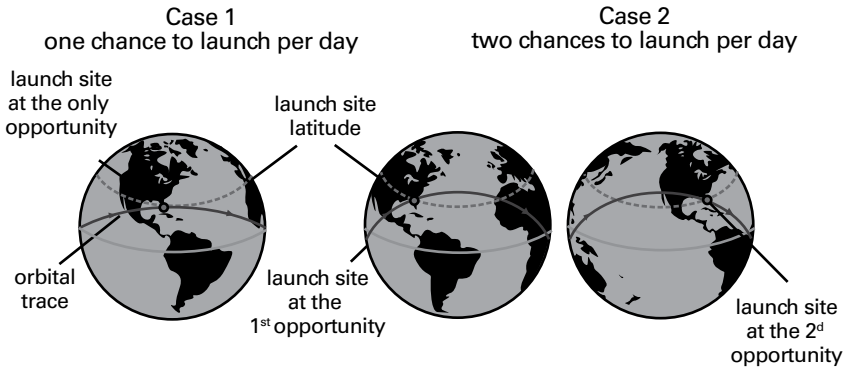 Case 1
one chance to launch per day
Case 2
two chances to launch per day
launch site
at the only
opportunity
launch site
latitude
orbital
trace
launch site
at the
1st opportunity
launch site
at the 2d
opportunity